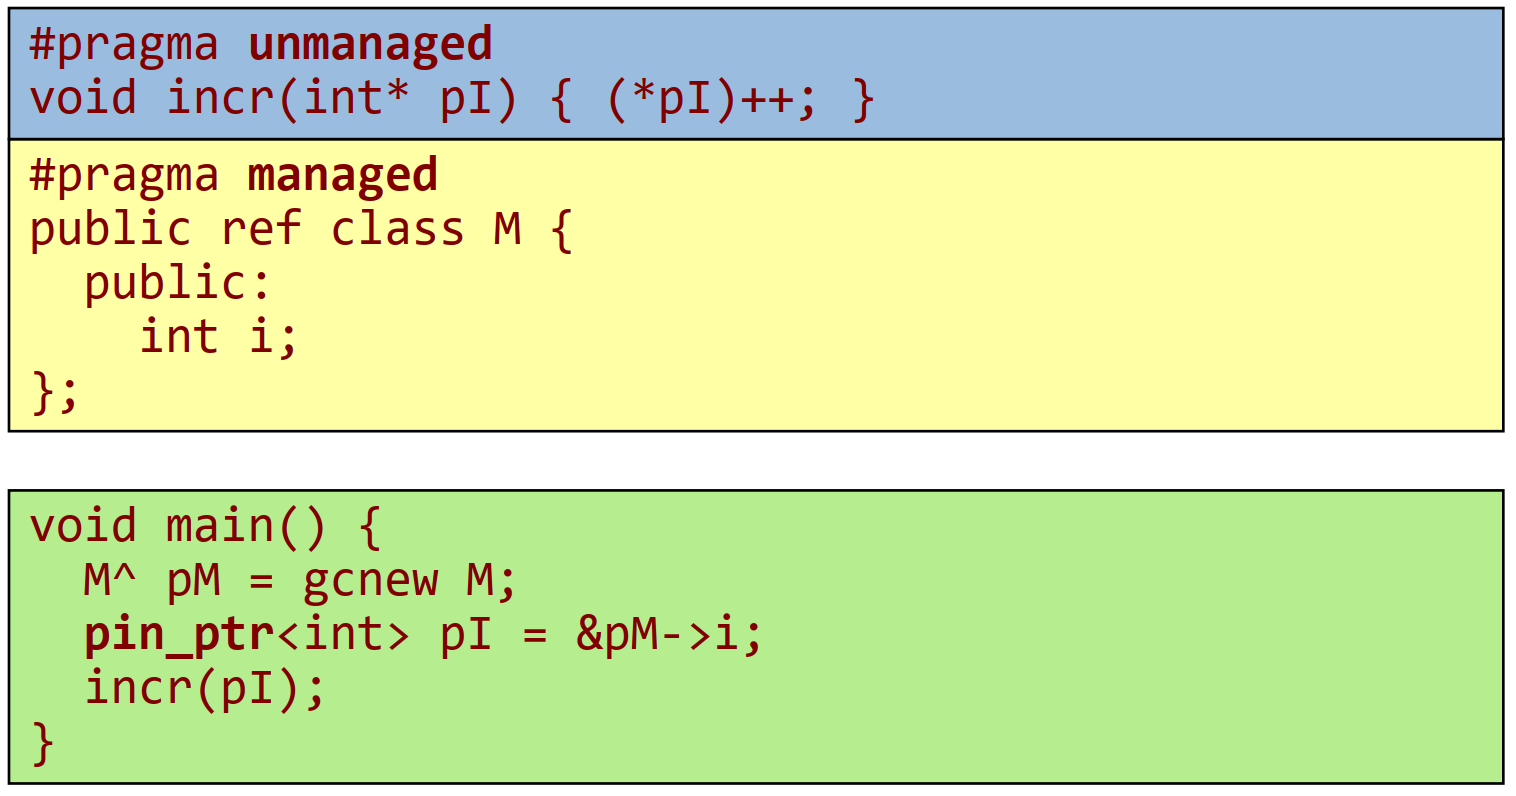 #pragma unmanaged
void incr(int* pI) { (*pI)++; }
#pragma managed
public ref class M {
  public:
    int i;
};
void main() {
  M^ pM = gcnew M;
  pin_ptr<int> pI = &pM->i;
  incr(pI);
}